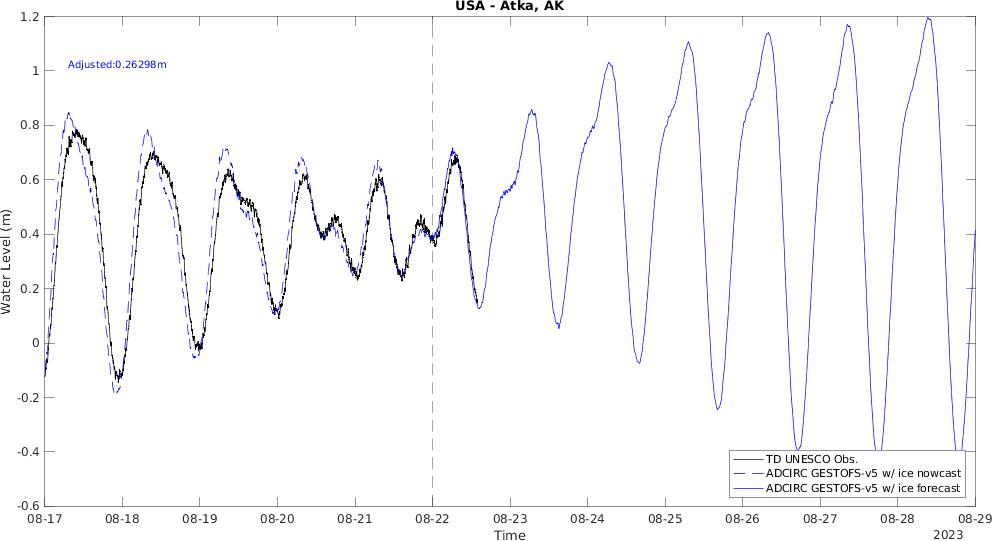 USA - Atka, AK
Adjusted:0.26298m
Water Level (m)
1.2
1
0.8
0.6
0.4
0.2
0
-0.2
-0.4
-0.6
TD UNESCO Obs.
ADCIRC GESTOFS-v5 w/ ice nowcast
ADCIRC GESTOFS-v5 w/ ice forecast
08-17 08-18 08-19 08-20 08-21 08-22 08-23 08-24 08-25 08-26 08-27 08-28 08-29
Time
2023